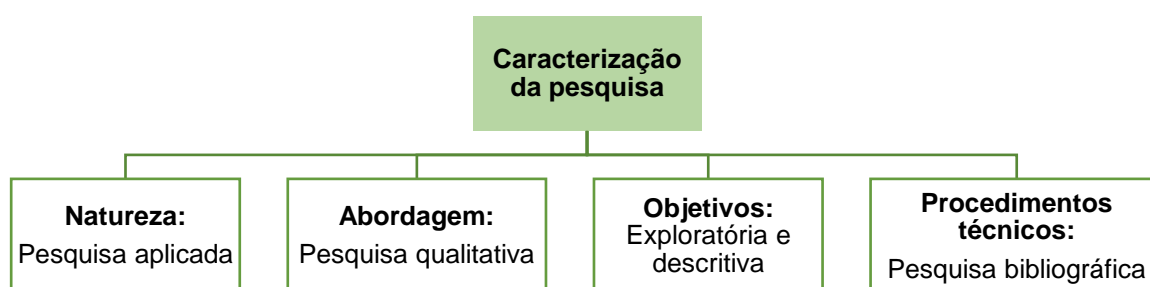 Caracterização
da pesquisa
Natureza:
Pesquisa aplicada
Abordagem:
Pesquisa qualitativa
Objetivos:
Exploratória e
descritiva
Procedimentos
técnicos:
Pesquisa bibliográfica